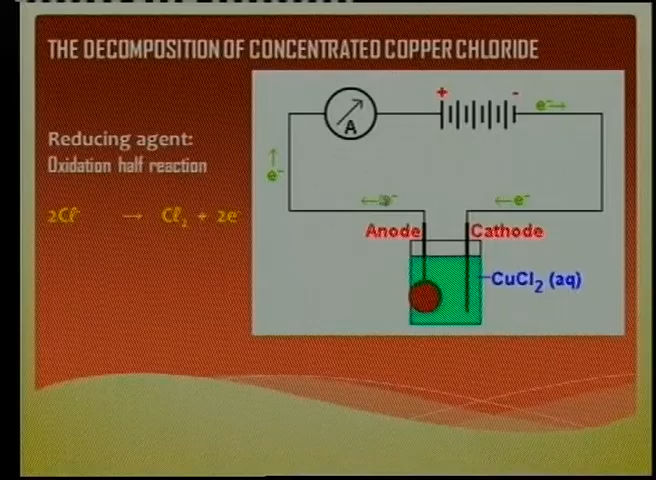 THE DECOMPOSITION OF CONCENTRATED COPPER CHLORIDE
Reducing agent:
Oxidation half reaction
2Cℓ⁻ → Cℓ₂ + 2e⁻
+ -
A
e⁻→
↑
e⁻
←e⁻
←e⁻
Anode
Cathode
CuCl₂ (aq)